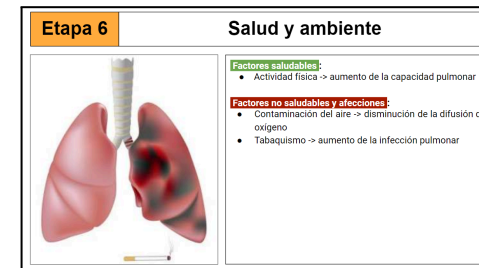 Etapa 6
Salud y ambiente
Factores saludables:
● Actividad física -> aumento de la capacidad pulmonar
Factores no saludables y afecciones:
● Contaminación del aire -> disminución de la difusión
oxígeno
● Tabaquismo -> aumento de la infección pulmonar